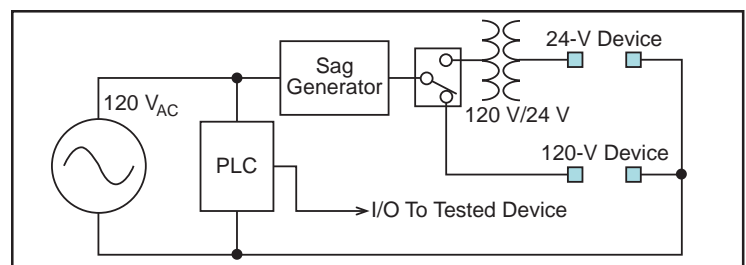 24-V Device
Sag
Generator
120 VAC
120 V/24 V
120-V Device
PLC
I/O To Tested Device